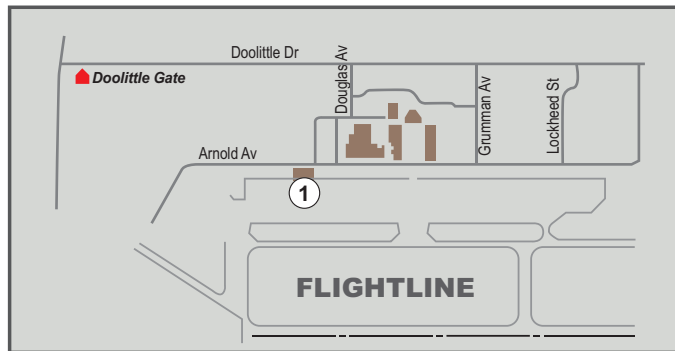 Doolittle Dr
Doolittle Gate
Douglas Av
Grumman Av
Lockheed St
Arnold Av
1
FLIGHTLINE